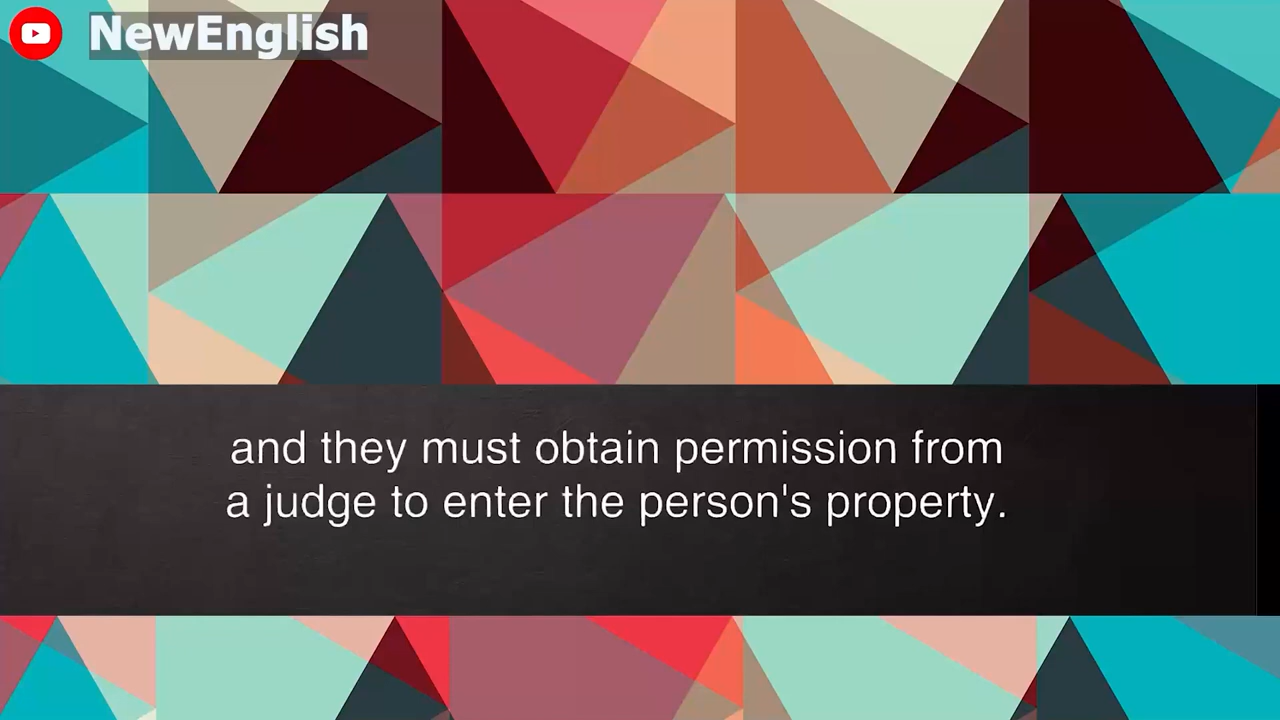 NewEnglish
and they must obtain permission from
a judge to enter the person's property.